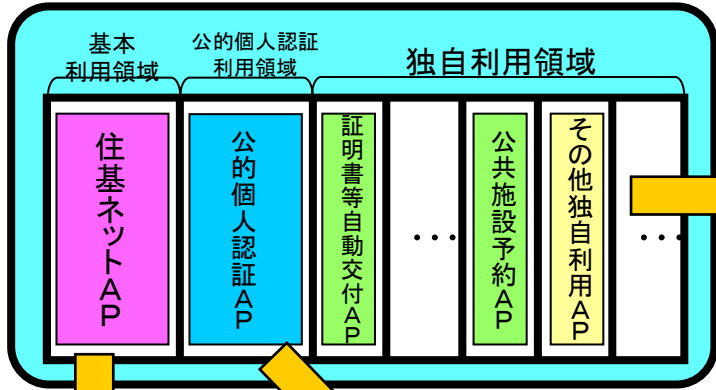 基本
利用領域
公的個人認証
利用領域
独自利用領域
住基ネットAP
公的個人認証AP
証明書等自動交付AP
･･･
公共施設予約AP
その他独自利用AP
･･･